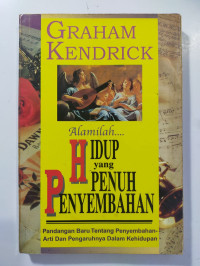 GRAHAM
KENDRICK
Alamilah....
HIDUP
yang
PENUH
PENYEMBAHAN
Pandangan Baru Tentang Penyembahan-
Arti Dan Pengaruhnya Dalam Kehidupan